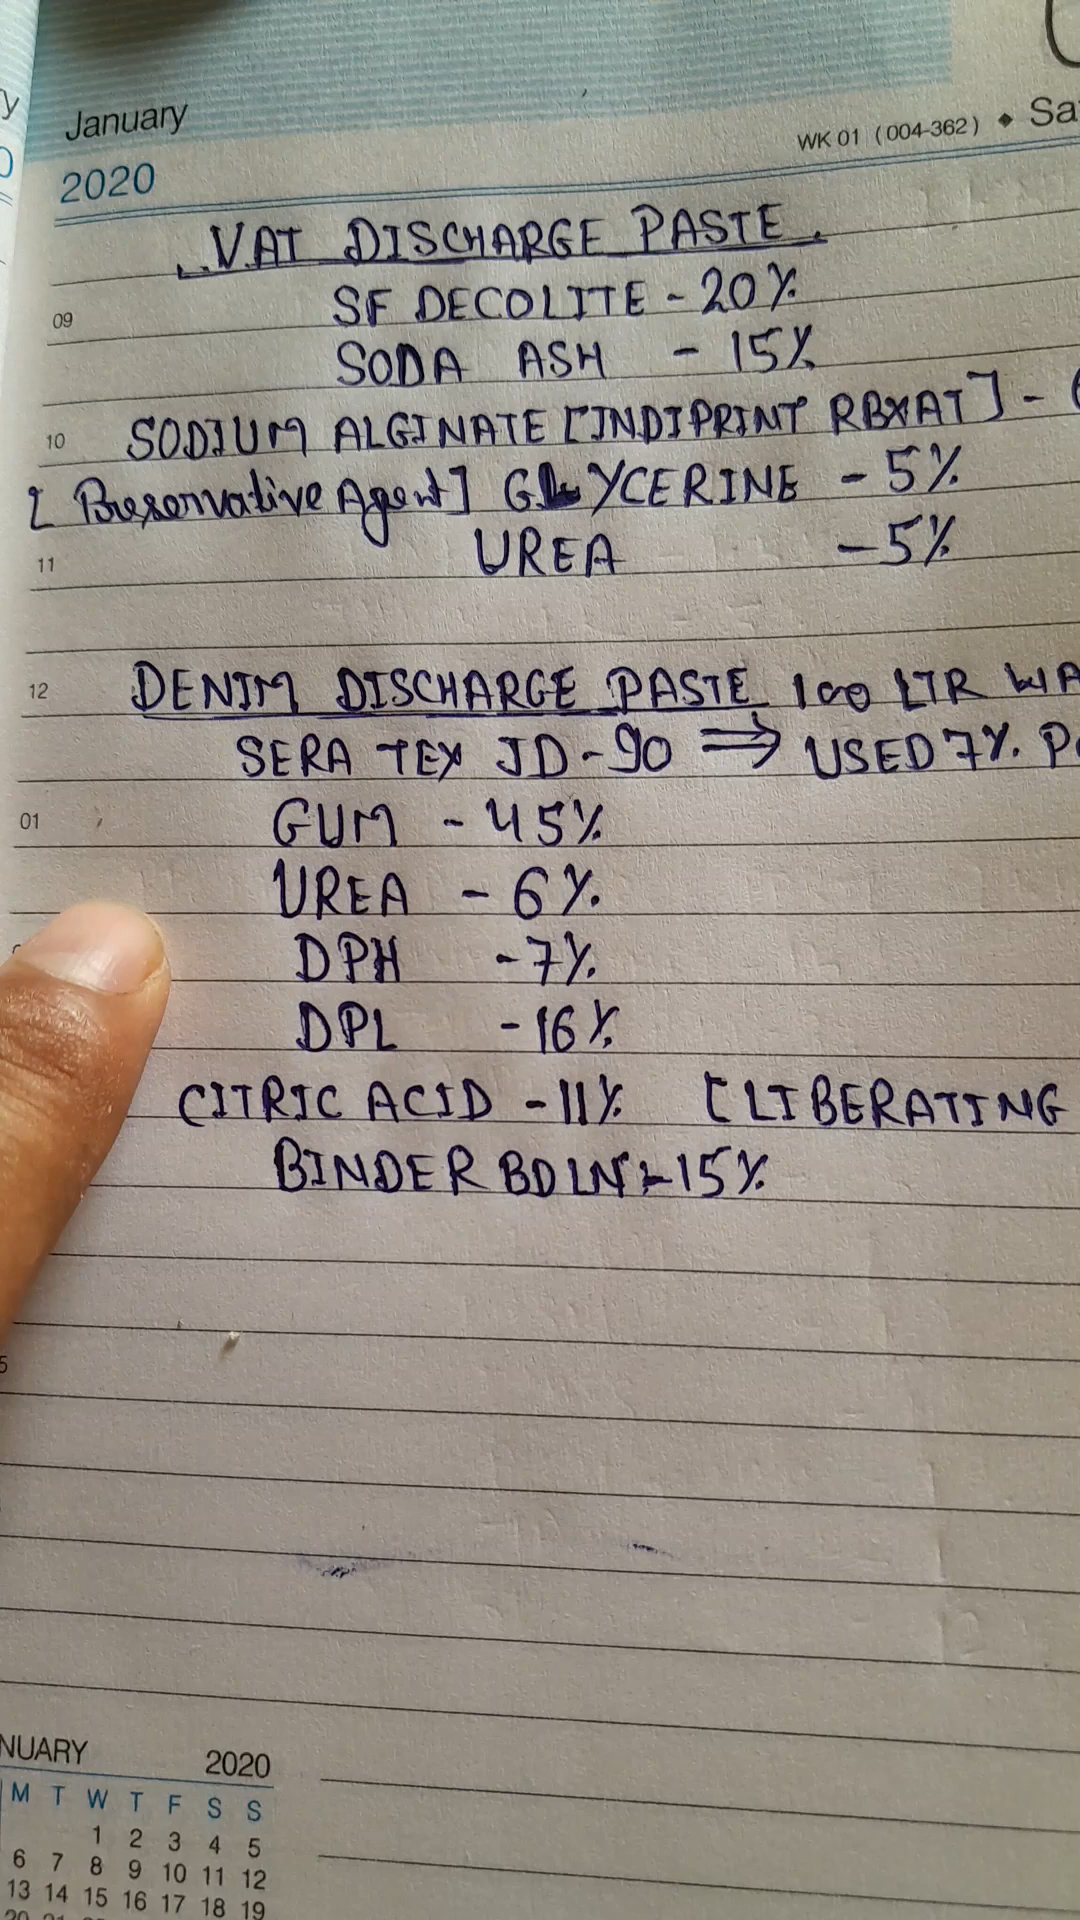 January
WK 01 (004-362) ◆ Sa
2020
VAT DISCHARGE PASTE
SF DECOLITE - 20%
09
SODA ASH - 15%
10 SODIUM ALGINATE [INDIPRINT RBXAT] -
[Preservative Agent] GLYCERINE - 5%
11 UREA - 5%
12 DENIM DISCHARGE PASTE 100 LTR WA
SERA TEX JD-90 ⇒ USED 7%. P
01 GUM - 45%
UREA - 6%
DPH - 7%
DPL - 16%
CITRIC ACID - 11% [LIBERATING
BINDER BDLN - 15%
5
NUARY 2020
M T W T F S S
1 2 3 4 5
6 7 8 9 10 11 12
13 14 15 16 17 18 19